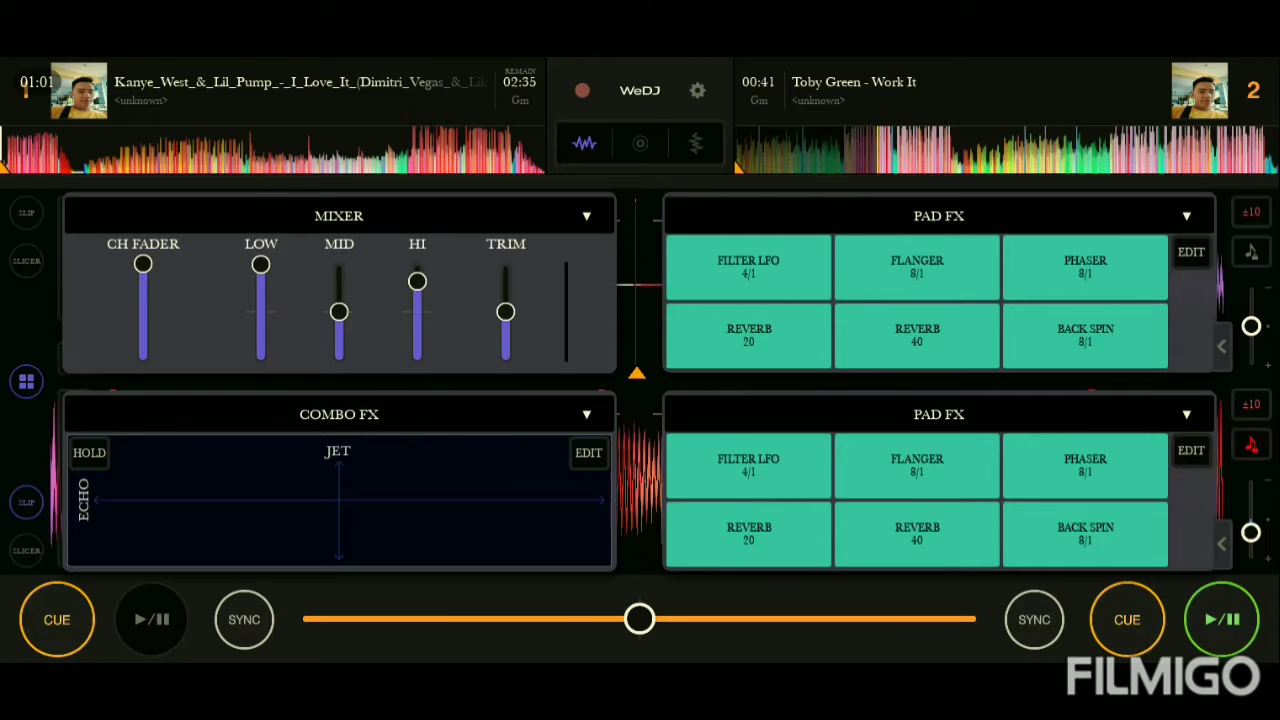 01:01
Kanye_West_&_Lil_Pump_-_I_Love_It_(Dimitri_Vegas_&_Lik
<unknown>
REMAIN
02:35
Gm
WeDJ
00:41
Gm
Toby Green - Work It
<unknown>
2
SLIP
SLICER
MIXER ▼
CH FADER LOW MID HI TRIM
PAD FX ▼
FILTER LFO
4/1
FLANGER
8/1
PHASER
8/1
EDIT
REVERB
20
REVERB
40
BACK SPIN
8/1
±10
COMBO FX ▼
HOLD
JET
EDIT
ECHO
PAD FX ▼
FILTER LFO
4/1
FLANGER
8/1
PHASER
8/1
EDIT
REVERB
20
REVERB
40
BACK SPIN
8/1
±10
SLIP
SLICER
CUE
SYNC
SYNC
CUE
FILMIGO